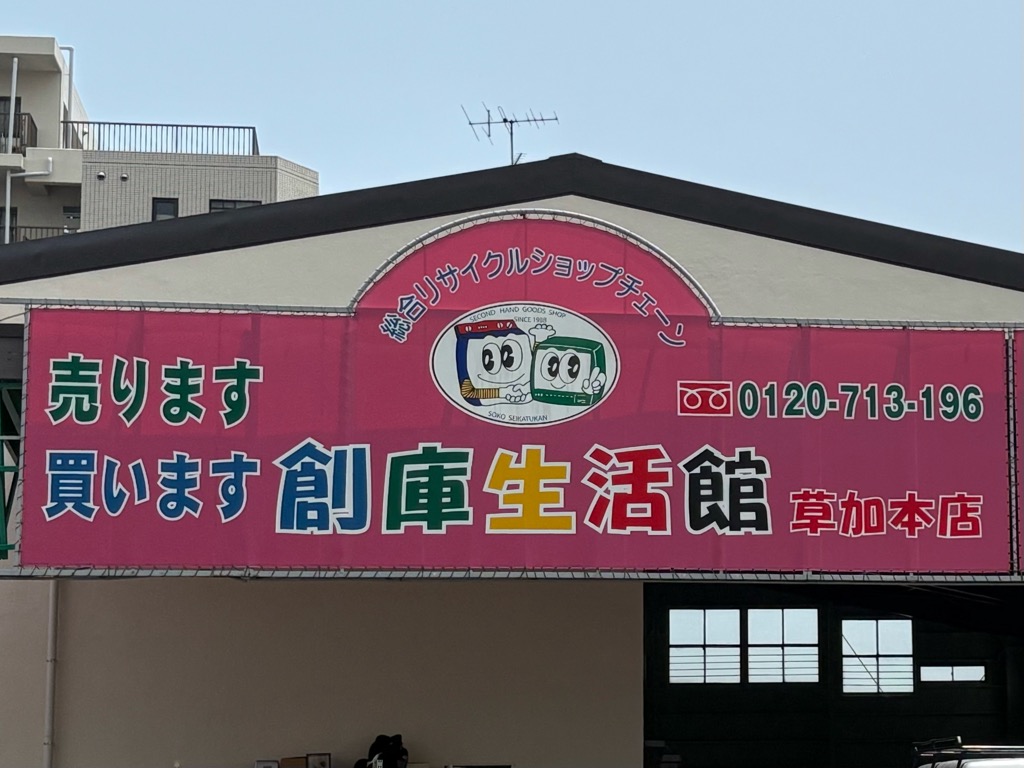 総合リサイクルショップチェーン
SECOND HAND GOODS SHOP
SINCE 1988
SOKO SEIKATUKAN
売ります
0120-713-196
買います 創庫生活館 草加本店